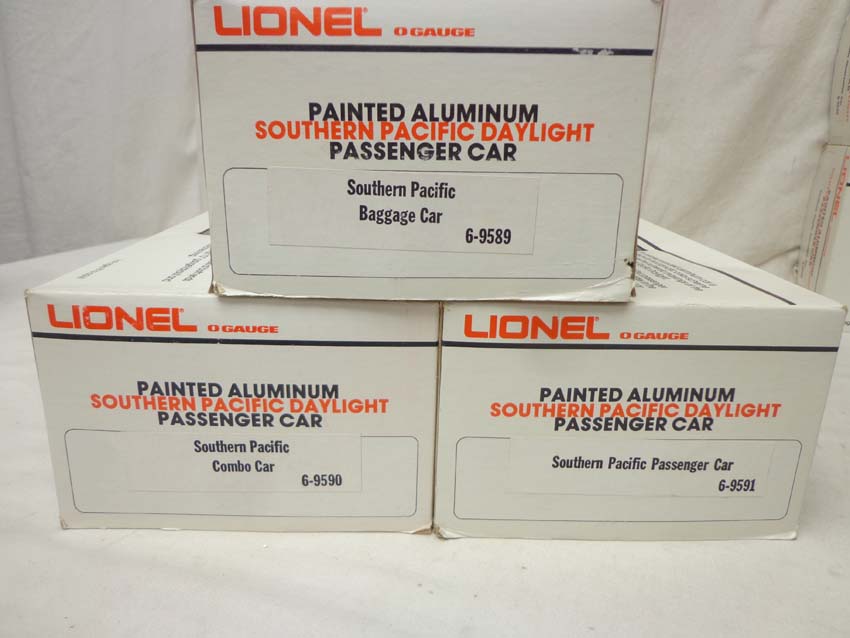 LIONEL O GAUGE
PAINTED ALUMINUM
SOUTHERN PACIFIC DAYLIGHT
PASSENGER CAR
Southern Pacific
Baggage Car
6-9589
LIONEL O GAUGE
PAINTED ALUMINUM
SOUTHERN PACIFIC DAYLIGHT
PASSENGER CAR
Southern Pacific
Combo Car
6-9590
LIONEL O GAUGE
PAINTED ALUMINUM
SOUTHERN PACIFIC DAYLIGHT
PASSENGER CAR
Southern Pacific Passenger Car
6-9591
LIONEL